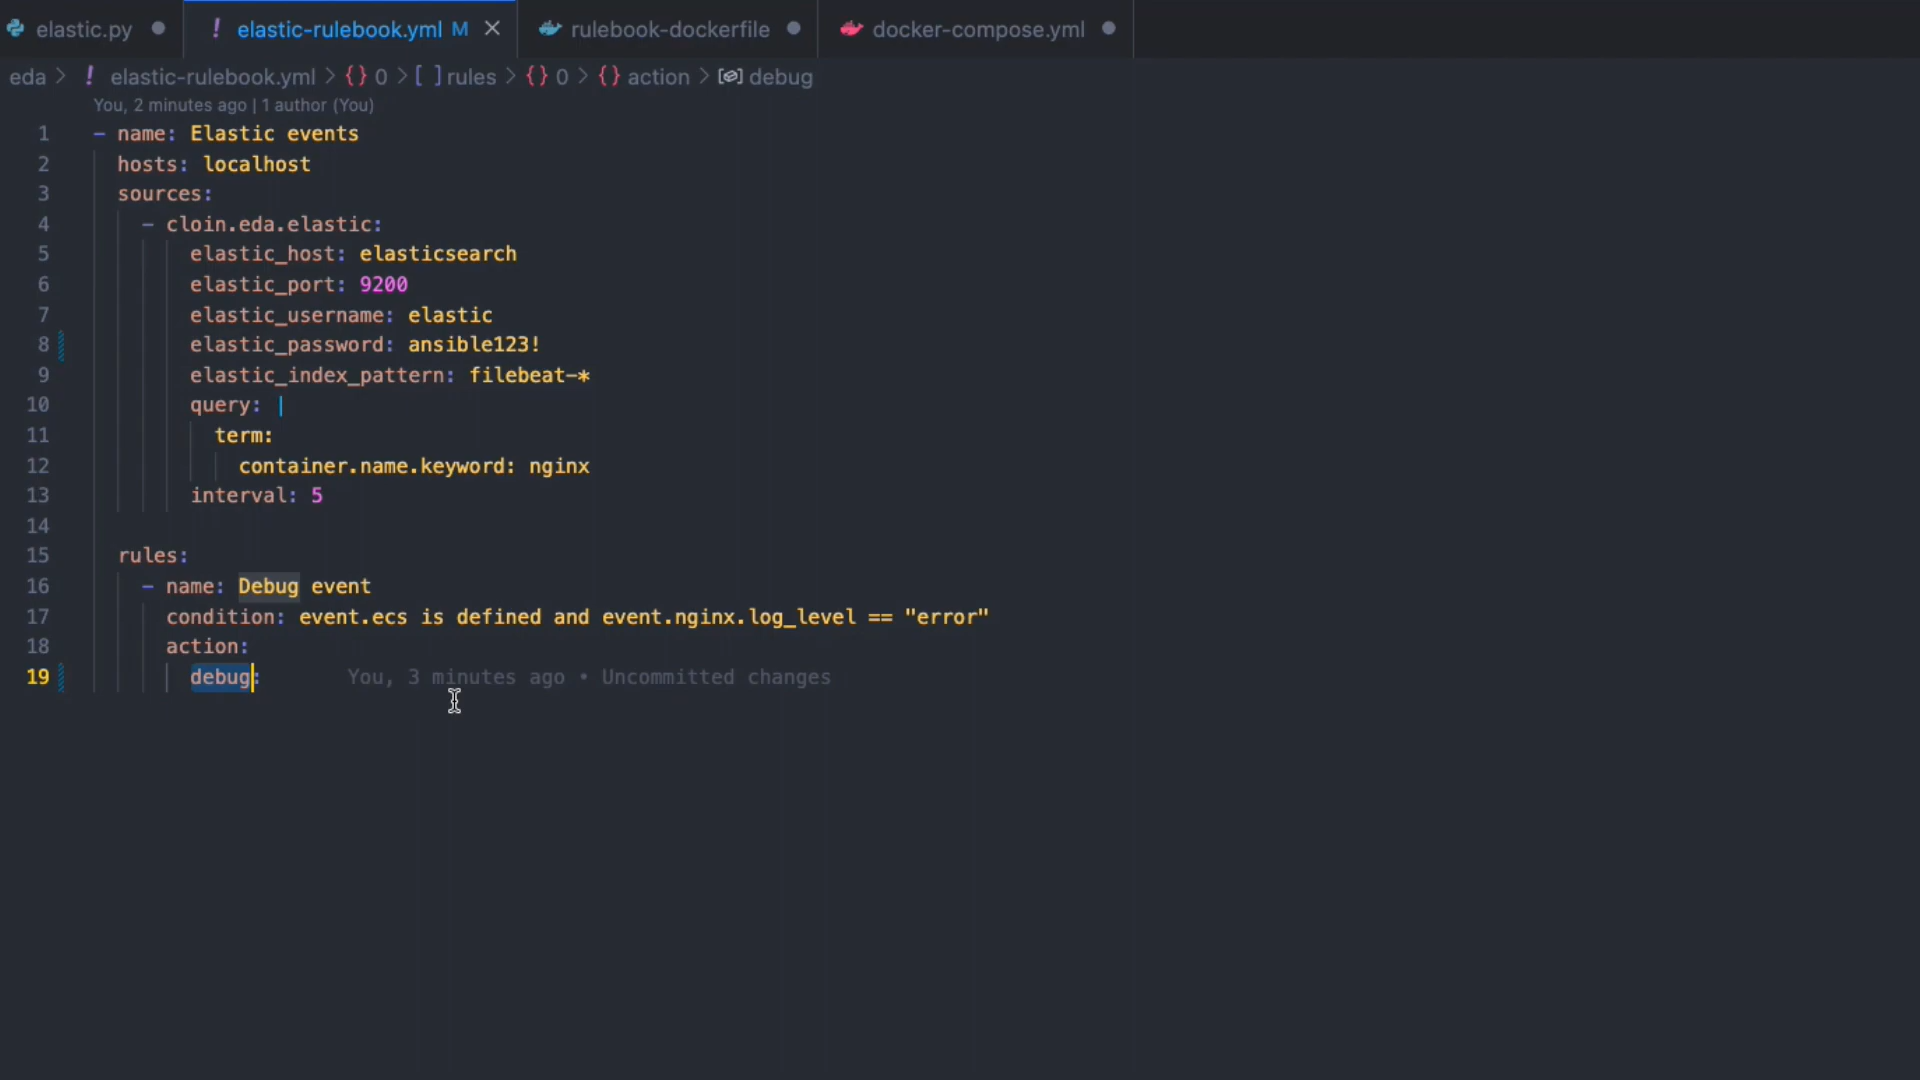 elastic.py ! elastic-rulebook.yml M rulebook-dockerfile docker-compose.yml
eda > ! elastic-rulebook.yml > {} 0 > [ ] rules > {} 0 > {} action > debug
You, 2 minutes ago | 1 author (You)
1 - name: Elastic events
2 hosts: localhost
3 sources:
4 - cloin.eda.elastic:
5 elastic_host: elasticsearch
6 elastic_port: 9200
7 elastic_username: elastic
8 elastic_password: ansible123!
9 elastic_index_pattern: filebeat-*
10 query: |
11 term:
12 container.name.keyword: nginx
13 interval: 5
14
15 rules:
16 - name: Debug event
17 condition: event.ecs is defined and event.nginx.log_level == "error"
18 action:
19 debug: You, 3 minutes ago • Uncommitted changes